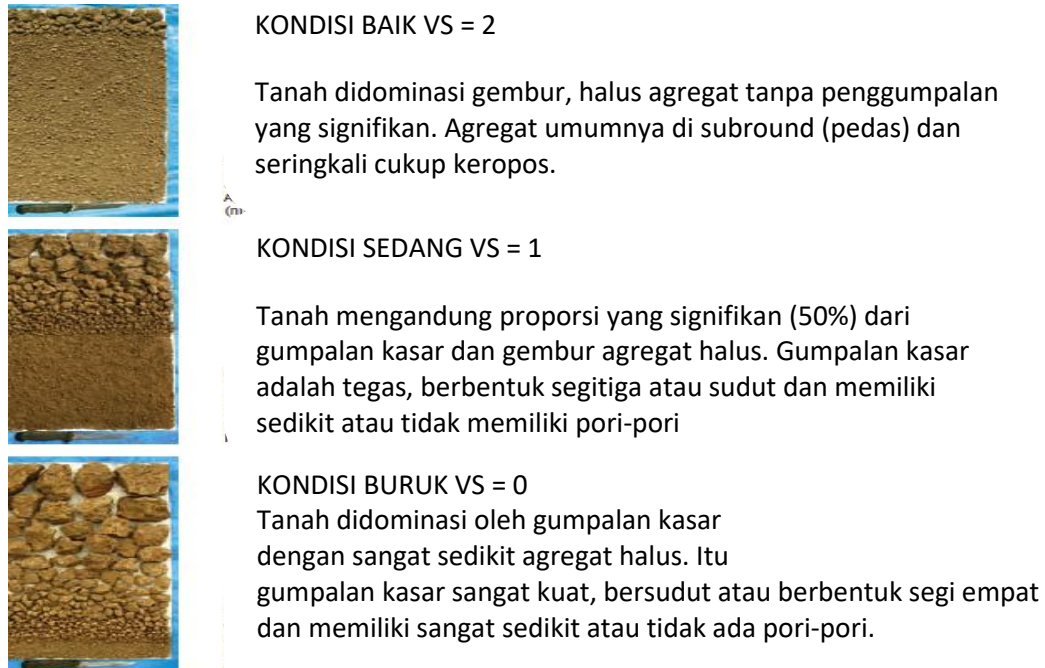 KONDISI BAIK VS = 2
Tanah didominasi gembur, halus agregat tanpa penggumpalan
yang signifikan. Agregat umumnya di subround (pedas) dan
seringkali cukup keropos.
KONDISI SEDANG VS = 1
Tanah mengandung proporsi yang signifikan (50%) dari
gumpalan kasar dan gembur agregat halus. Gumpalan kasar
adalah tegas, berbentuk segitiga atau sudut dan memiliki
sedikit atau tidak memiliki pori-pori
KONDISI BURUK VS = 0
Tanah didominasi oleh gumpalan kasar
dengan sangat sedikit agregat halus. Itu
gumpalan kasar sangat kuat, bersudut atau berbentuk segi empat
dan memiliki sangat sedikit atau tidak ada pori-pori.